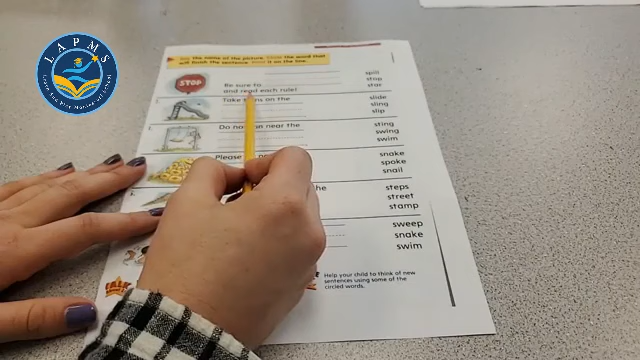 LAPMS
the name of the picture.
the word that
will finish the sentence.
it on the line.
STOP
Be sure to
and read each rule!
spill
stop
star
Take
on the
slide
sling
slip
Do not
near the
sting
swing
swim
Please
snake
spoke
snail
steps
street
stamp
sweep
snake
swim
Help your child to think of new
sentences using some of the
circled words.